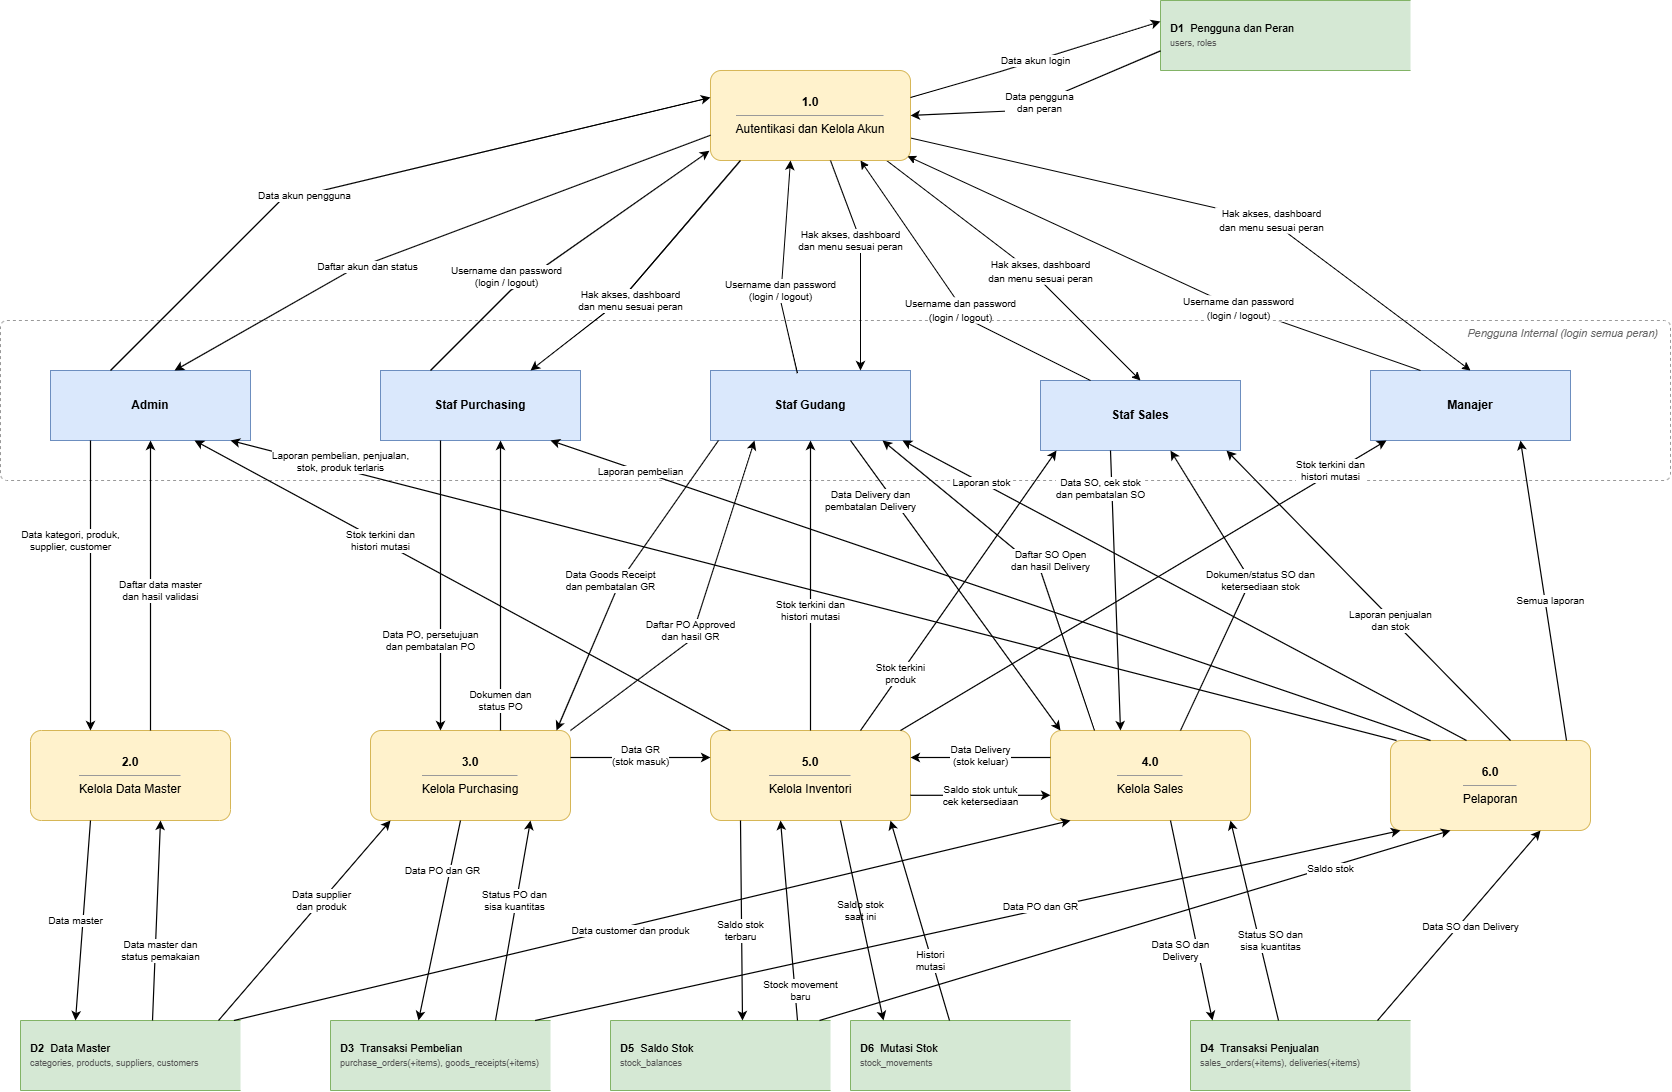 D1  Pengguna dan Peran
users, roles
Data akun login
Data pengguna
dan peran
1.0
Autentikasi dan Kelola Akun
Data akun pengguna
Daftar akun dan status
Username dan password
(login / logout)
Hak akses, dashboard
dan menu sesuai peran
Username dan password
(login / logout)
Hak akses, dashboard
dan menu sesuai peran
Username dan password
(login / logout)
Hak akses, dashboard
dan menu sesuai peran
Username dan password
(login / logout)
Hak akses, dashboard
dan menu sesuai peran
Pengguna Internal (login semua peran)
Admin
Staf Purchasing
Staf Gudang
Staf Sales
Manajer
Laporan pembelian, penjualan,
stok, produk terlaris
Laporan pembelian
Laporan stok
Data SO, cek stok
dan pembatalan SO
Stok terkini dan
histori mutasi
Data Delivery dan
pembatalan Delivery
Data kategori, produk,
supplier, customer
Stok terkini dan
histori mutasi
Daftar SO Open
dan hasil Delivery
Data Goods Receipt
dan pembatalan GR
Dokumen/status SO dan
ketersediaan stok
Daftar data master
dan hasil validasi
Stok terkini dan
histori mutasi
Semua laporan
Laporan penjualan
dan stok
Daftar PO Approved
dan hasil GR
Data PO, persetujuan
dan pembatalan PO
Stok terkini
produk
Dokumen dan
status PO
2.0
Kelola Data Master
3.0
Kelola Purchasing
Data GR
(stok masuk)
5.0
Kelola Inventori
Data Delivery
(stok keluar)
Saldo stok untuk
cek ketersediaan
4.0
Kelola Sales
6.0
Pelaporan
Data PO dan GR
Saldo stok
Data supplier
dan produk
Status PO dan
sisa kuantitas
Data PO dan GR
Saldo stok
saat ini
Data master
Saldo stok
terbaru
Data customer dan produk
Data SO dan Delivery
Data master dan
status pemakaian
Histori
mutasi
Data SO dan
Delivery
Status SO dan
sisa kuantitas
Stock movement
baru
D2  Data Master
categories, products, suppliers, customers
D3  Transaksi Pembelian
purchase_orders(+items), goods_receipts(+items)
D5  Saldo Stok
stock_balances
D6  Mutasi Stok
stock_movements
D4  Transaksi Penjualan
sales_orders(+items), deliveries(+items)